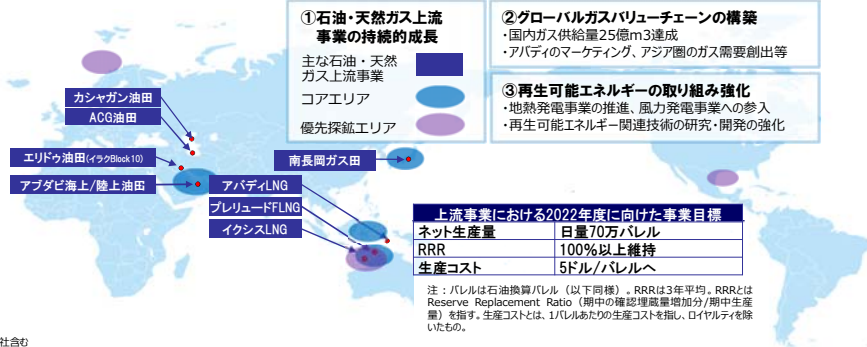 ①石油・天然ガス上流
事業の持続的成長
主な石油・天然
ガス上流事業
コアエリア
優先探鉱エリア
②グローバルガスバリューチェーンの構築
・国内ガス供給量25億m3達成
・アバディのマーケティング、アジア圏のガス需要創出等
③再生可能エネルギーの取り組み強化
・地熱発電事業の推進、風力発電事業への参入
・再生可能エネルギー関連技術の研究・開発の強化
カシャガン油田
ACG油田
エリドゥ油田(イラクBlock10)
アブダビ海上/陸上油田
南長岡ガス田
アバディLNG
プレリュードFLNG
イクシスLNG
上流事業における2022年度に向けた事業目標
ネット生産量 日量70万バレル
RRR 100%以上維持
生産コスト 5ドル/バレルへ
注：バレルは石油換算バレル（以下同様）。RRRは3年平均。RRRとは
Reserve Replacement Ratio（期中の確認埋蔵量増加分/期中生産
量）を指す。生産コストとは、1バレルあたりの生産コストを指し、ロイヤルティを除
いたもの。
社含む